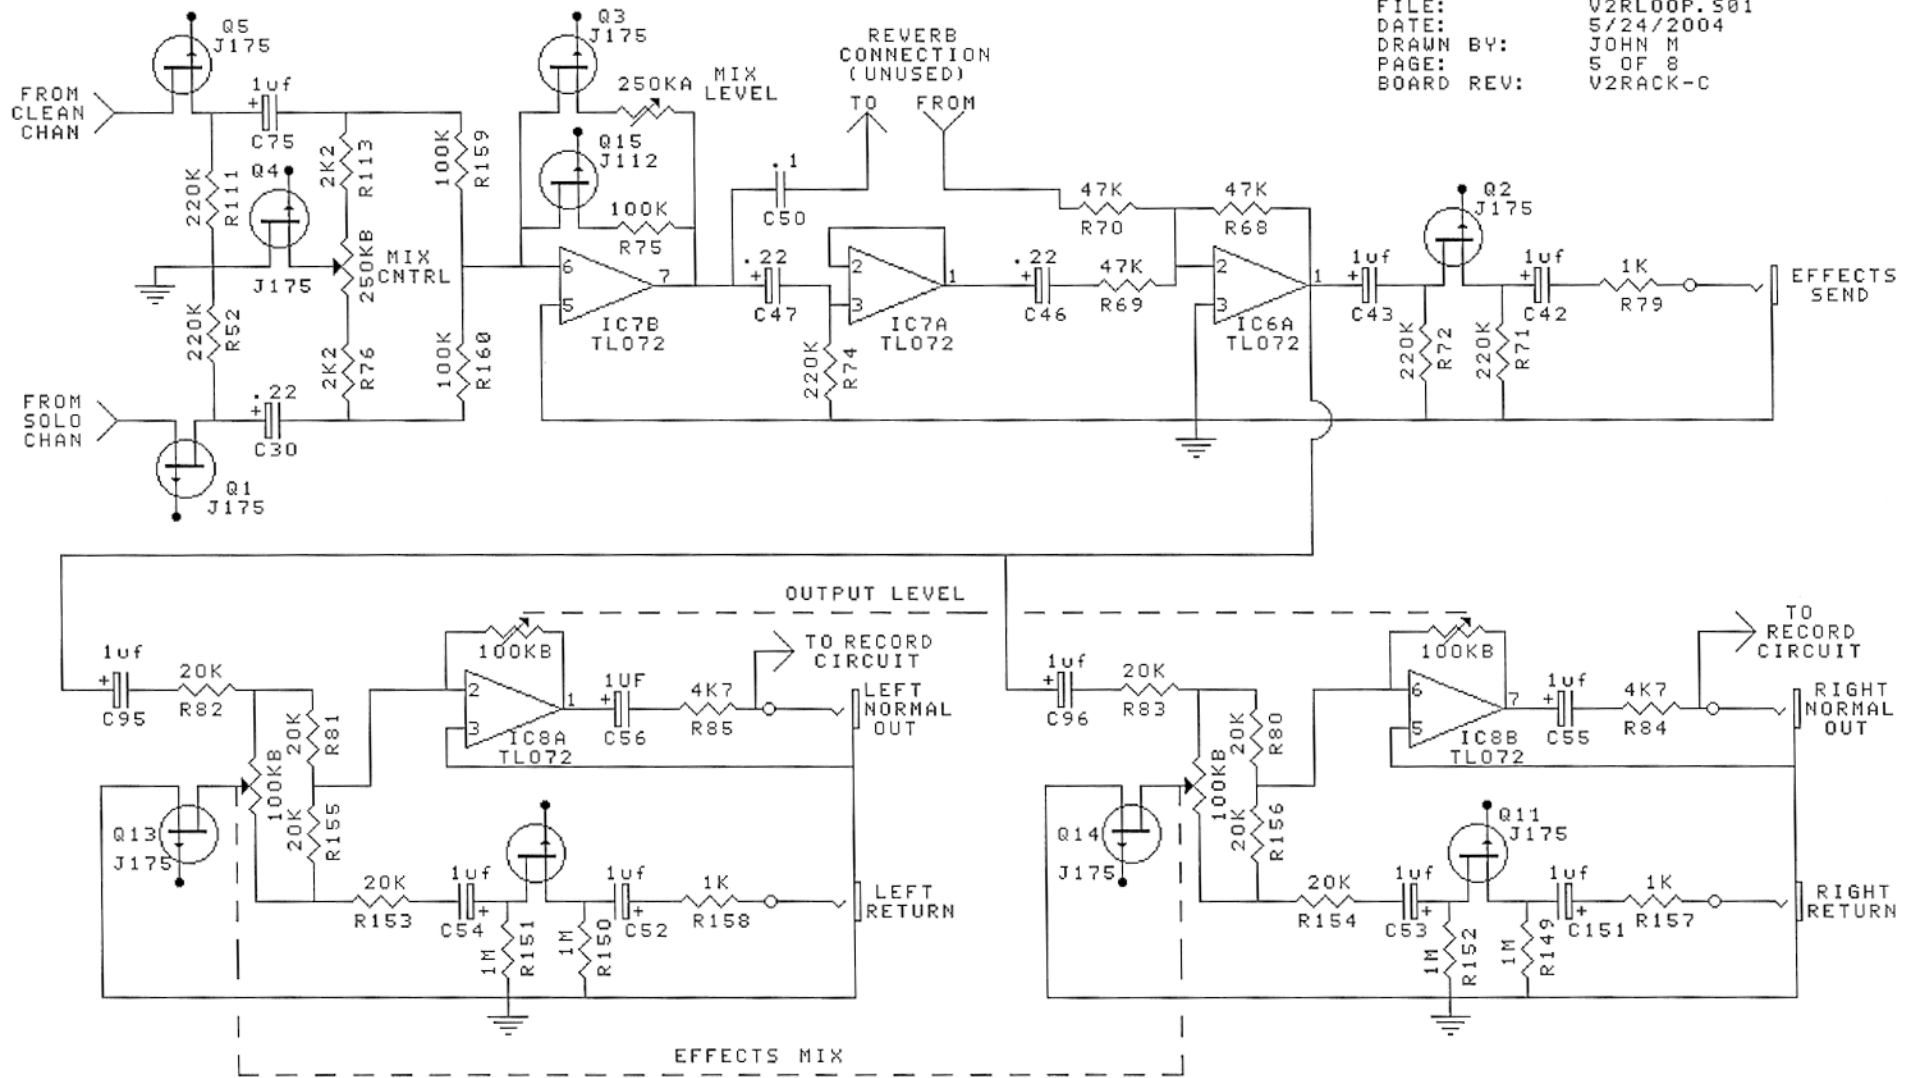 FILE: V2RLOOP.S01
DATE: 5/24/2004
DRAWN BY: JOHN M
PAGE: 5 OF 8
BOARD REV: V2RACK-C
Q5
J175
Q3
J175
REVERB
CONNECTION
(UNUSED)
TO FROM
FROM
CLEAN
CHAN
1uf
+
C75
250KA
MIX
LEVEL
Q15
J112
2K2
R113
100K
R159
220K
R111
Q4
J175
250KB
MIX
CNTRL
100K
R75
.1
C50
47K
R70
47K
R68
Q2
J175
6
5
7
IC7B
TL072
.22
+
C47
2
3
1
IC7A
TL072
.22
+
C46
47K
R69
2
3
1
IC6A
TL072
1uf
+
C43
1uf
+
C42
1K
R79
EFFECTS
SEND
220K
R52
2K2
R76
100K
R160
220K
R74
220K
R72
220K
R71
FROM
SOLO
CHAN
.22
+
C30
Q1
J175
OUTPUT LEVEL
1uf
+
C95
20K
R82
20K
R81
100KB
2
3
1
IC8A
TL072
1UF
+
C56
4K7
R85
TO RECORD
CIRCUIT
LEFT
NORMAL
OUT
100KB
Q13
J175
20K
R155
20K
R153
1uf
C54
+
1M
R151
1M
R150
1uf
C52
+
1K
R158
LEFT
RETURN
1uf
+
C96
20K
R83
20K
R80
100KB
6
5
7
IC8B
TL072
1uf
+
C55
4K7
R84
TO
RECORD
CIRCUIT
RIGHT
NORMAL
OUT
100KB
Q14
J175
20K
R156
20K
R154
1uf
C53
+
Q11
J175
1M
R152
1M
R149
1uf
C151
+
1K
R157
RIGHT
RETURN
EFFECTS MIX